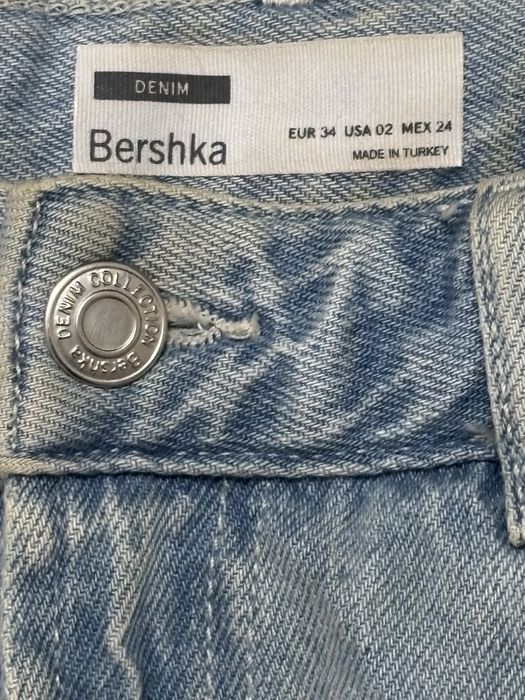 DENIM
Bershka
EUR 34 USA 02 MEX 24
MADE IN TURKEY
DENIM COLLECTION
Bershka